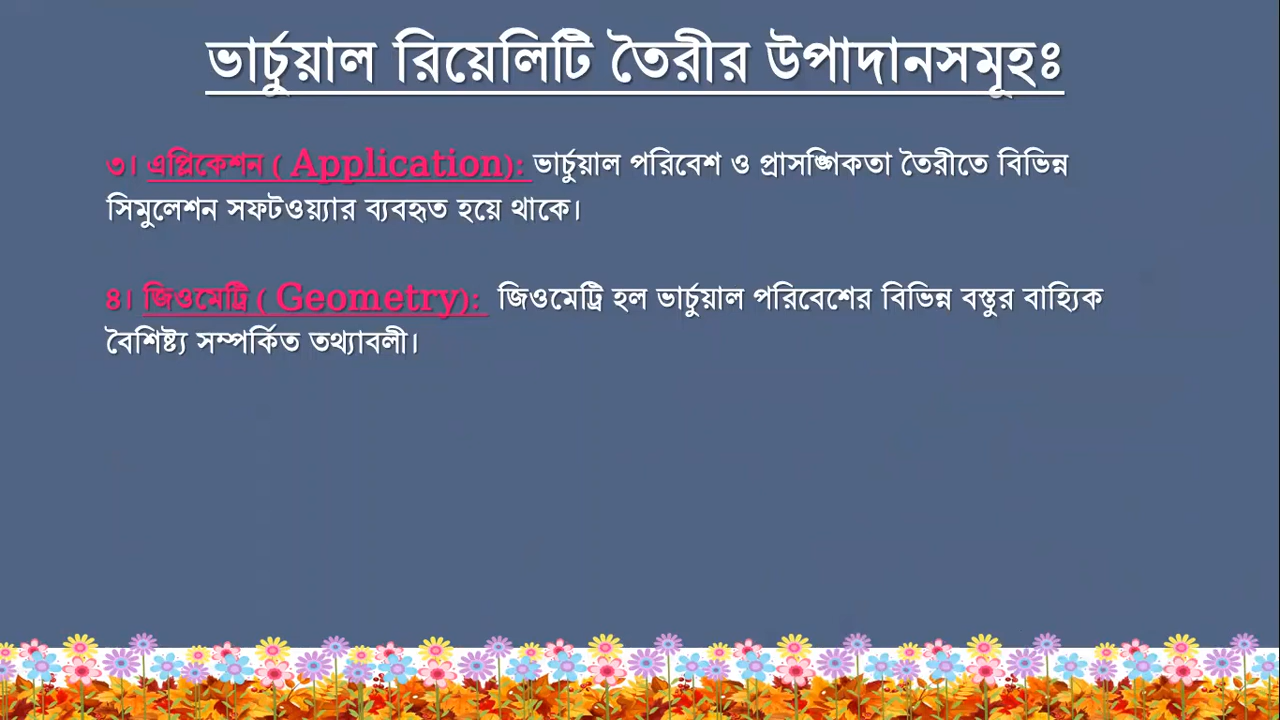 ভার্চুয়াল রিয়েলিটি তৈরীর উপাদানসমূহঃ
৩। এপ্লিকেশন ( Application): ভার্চুয়াল পরিবেশ ও প্রাসঙ্গিকতা তৈরীতে বিভিন্ন
সিমুলেশন সফটওয়্যার ব্যবহৃত হয়ে থাকে।
৪। জিওমেট্রি ( Geometry): জিওমেট্রি হল ভার্চুয়াল পরিবেশের বিভিন্ন বস্তুর বাহ্যিক
বৈশিষ্ট্য সম্পর্কিত তথ্যাবলী।